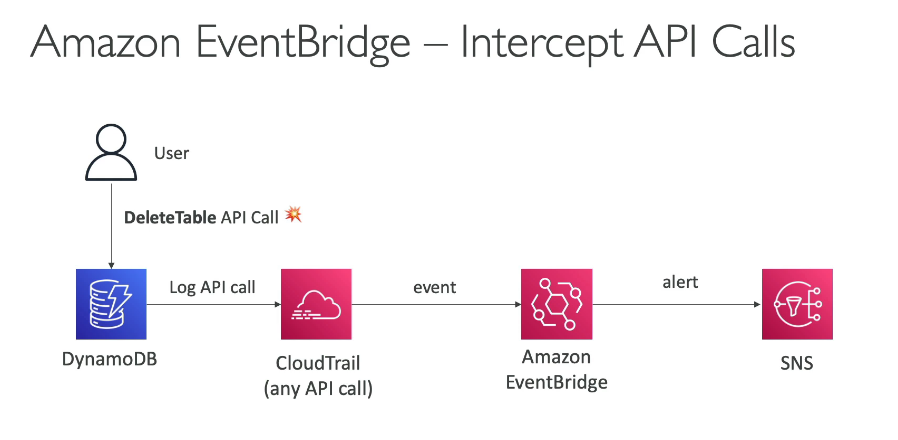 Amazon EventBridge – Intercept API Calls
User
DeleteTable API Call
Log API call
event
alert
DynamoDB
CloudTrail
(any API call)
Amazon
EventBridge
SNS